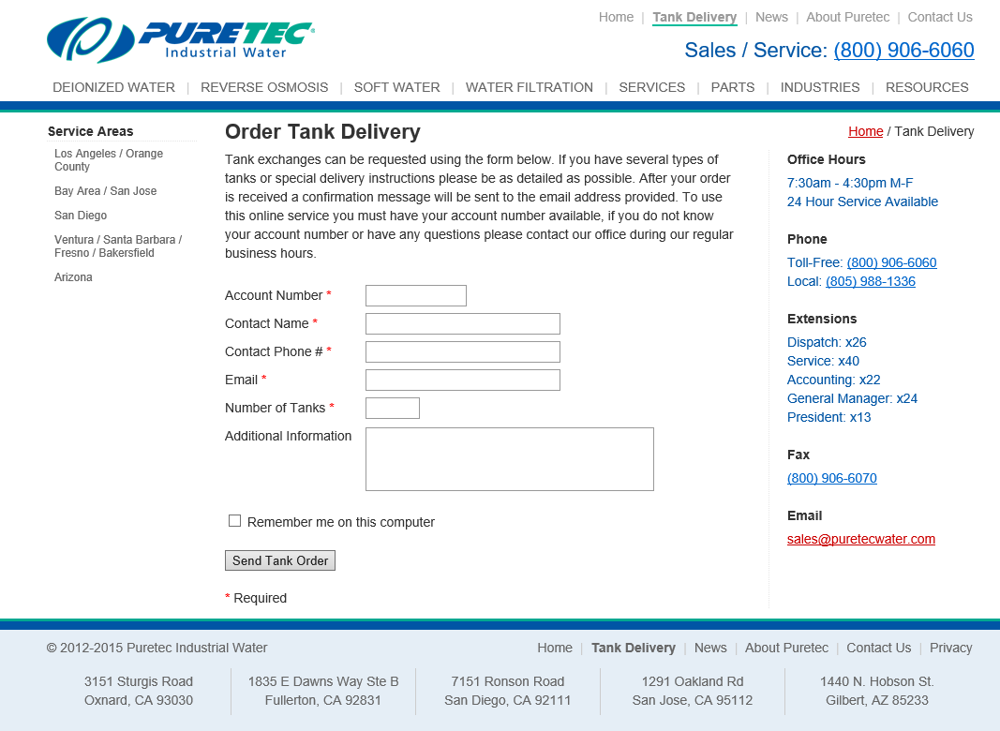 PURETEC®
Industrial Water
Home | Tank Delivery | News | About Puretec | Contact Us
Sales / Service: (800) 906-6060
DEIONIZED WATER | REVERSE OSMOSIS | SOFT WATER | WATER FILTRATION | SERVICES | PARTS | INDUSTRIES | RESOURCES
Service Areas
Los Angeles / Orange
County
Bay Area / San Jose
San Diego
Ventura / Santa Barbara /
Fresno / Bakersfield
Arizona
Order Tank Delivery
Home / Tank Delivery
Tank exchanges can be requested using the form below. If you have several types of
tanks or special delivery instructions please be as detailed as possible. After your order
is received a confirmation message will be sent to the email address provided. To use
this online service you must have your account number available, if you do not know
your account number or have any questions please contact our office during our regular
business hours.
Account Number *
Contact Name *
Contact Phone # *
Email *
Number of Tanks *
Additional Information
Remember me on this computer
Send Tank Order
* Required
Office Hours
7:30am - 4:30pm M-F
24 Hour Service Available
Phone
Toll-Free: (800) 906-6060
Local: (805) 988-1336
Extensions
Dispatch: x26
Service: x40
Accounting: x22
General Manager: x24
President: x13
Fax
(800) 906-6070
Email
sales@puretecwater.com
© 2012-2015 Puretec Industrial Water
Home | Tank Delivery | News | About Puretec | Contact Us | Privacy
3151 Sturgis Road
Oxnard, CA 93030
1835 E Dawns Way Ste B
Fullerton, CA 92831
7151 Ronson Road
San Diego, CA 92111
1291 Oakland Rd
San Jose, CA 95112
1440 N. Hobson St.
Gilbert, AZ 85233